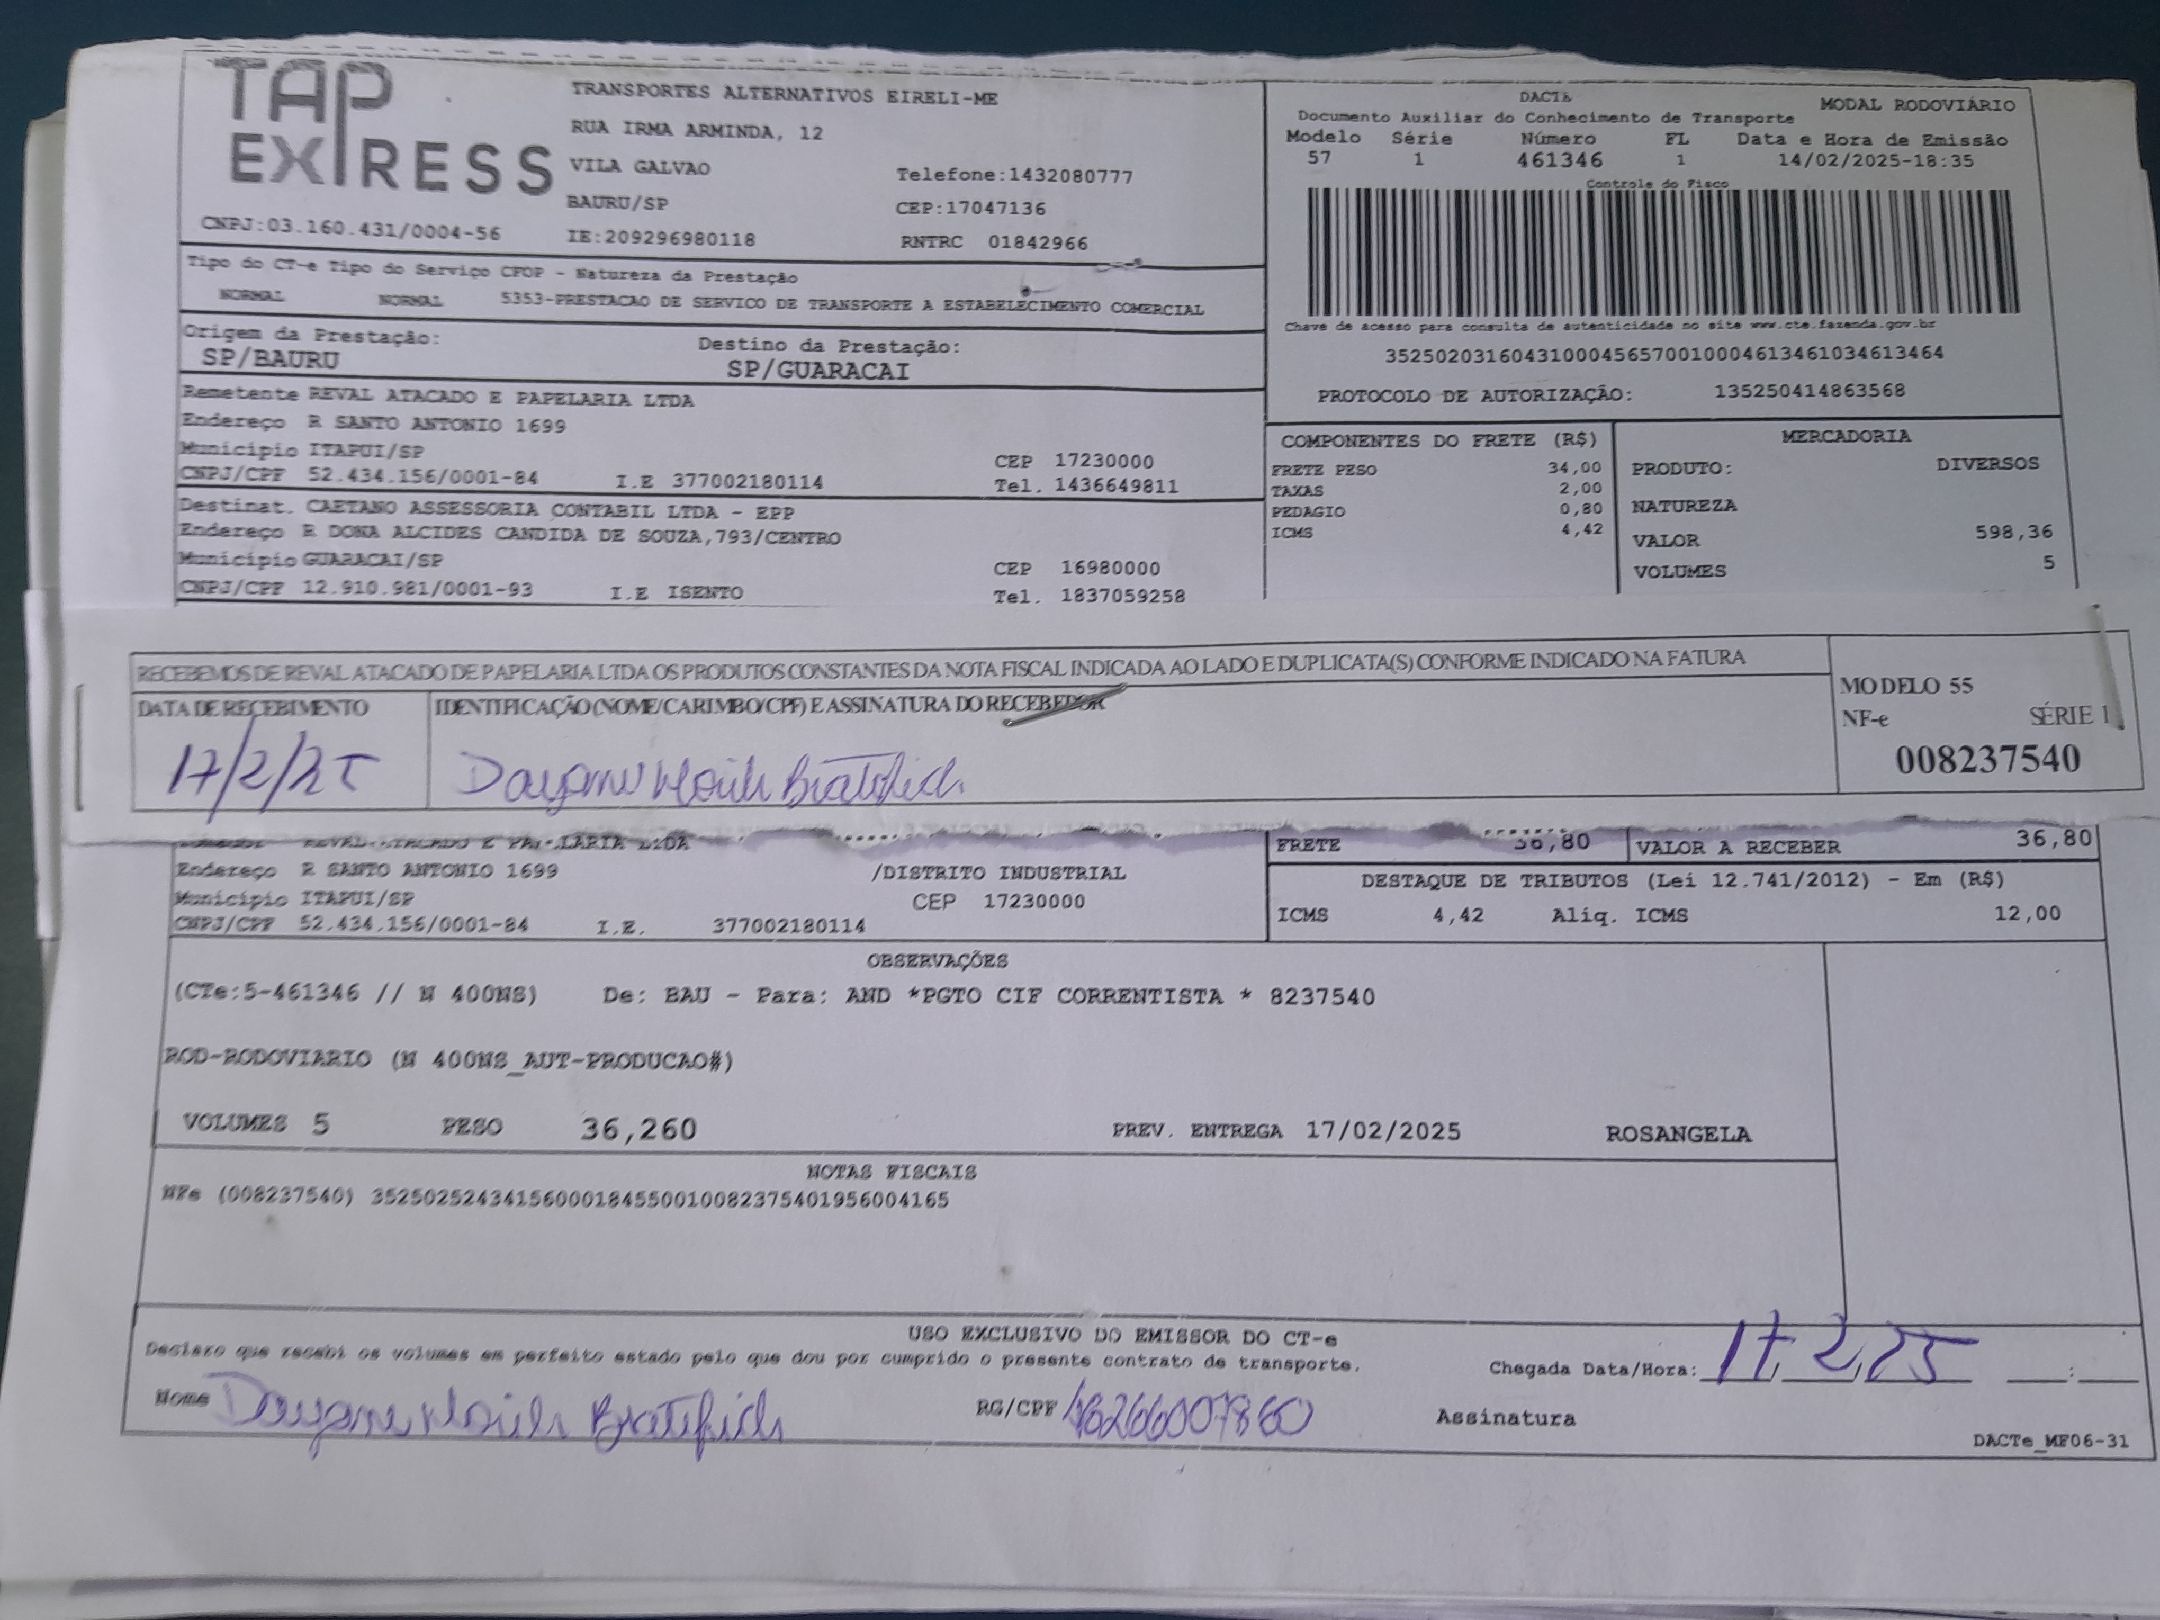 TAP EXPRESS
TRANSPORTES ALTERNATIVOS EIRELI-ME
RUA IRMA ARMINDA, 12
VILA GALVAO
Telefone:1432080777
BAURU/SP
CEP:17047136
CNPJ:03.160.431/0004-56
IE:209296980118
RNTRC 01842966
DACTE
MODAL RODOVIÁRIO
Documento Auxiliar do Conhecimento de Transporte
Modelo Série Número FL Data e Hora de Emissão
57 1 461346 1 14/02/2025-18:35
Controle do Fisco
Chave de acesso para consulta de autenticidade no site www.cte.fazenda.gov.br
35250203160431000456570010004613461034613464
PROTOCOLO DE AUTORIZAÇÃO: 135250414863568
Tipo do CT-e Tipo do Serviço CFOP - Natureza da Prestação
NORMAL NORMAL 5353-PRESTACAO DE SERVICO DE TRANSPORTE A ESTABELECIMENTO COMERCIAL
Origem da Prestação: Destino da Prestação:
SP/BAURU SP/GUARACAI
Remetente REVAL ATACADO E PAPELARIA LTDA
Endereço R SANTO ANTONIO 1699
Município ITAPUI/SP CEP 17230000
CNPJ/CPF 52.434.156/0001-84 I.E 377002180114 Tel. 1436649811
Destinat. CAETANO ASSESSORIA CONTABIL LTDA - EPP
Endereço R DONA ALCIDES CANDIDA DE SOUZA,793/CENTRO
Município GUARACAI/SP CEP 16980000
CNPJ/CPF 12.910.981/0001-93 I.E ISENTO Tel. 1837059258
COMPONENTES DO FRETE (R$)
FRETE PESO 34,00
TAXAS 2,00
PEDAGIO 0,80
ICMS 4,42
MERCADORIA
PRODUTO: DIVERSOS
NATUREZA
VALOR 598,36
VOLUMES 5
RECEBEMOS DE REVAL ATACADO DE PAPELARIA LTDA OS PRODUTOS CONSTANTES DA NOTA FISCAL INDICADA AO LADO E DUPLICATA(S) CONFORME INDICADO NA FATURA
DATA DE RECEBIMENTO
IDENTIFICAÇÃO (NOME/CARIMBO/CPF) E ASSINATURA DO RECEBEDOR
17/2/25
Dayane
MODELO 55
NF-e SÉRIE 1
008237540
REVAL ATACADO E PAPELARIA LTDA
Endereço R SANTO ANTONIO 1699 /DISTRITO INDUSTRIAL
Município ITAPUI/SP CEP 17230000
CNPJ/CPF 52.434.156/0001-84 I.E. 377002180114
FRETE 36,80 VALOR A RECEBER 36,80
DESTAQUE DE TRIBUTOS (Lei 12.741/2012) - Em (R$)
ICMS 4,42 Aliq. ICMS 12,00
OBSERVAÇÕES
(CTe:5-461346 // N 400NS) De: BAU - Para: AND *PGTO CIF CORRENTISTA * 8237540
ROD-RODOVIARIO (N 400NS_AUT-PRODUCAO#)
VOLUMES 5 PESO 36,260 PREV. ENTREGA 17/02/2025 ROSANGELA
NOTAS FISCAIS
NFe (008237540) 35250252434156000184550010082375401956004165
USO EXCLUSIVO DO EMISSOR DO CT-e
Declaro que recebi os volumes em perfeito estado pelo que dou por cumprido o presente contrato de transporte.
Chegada Data/Hora: 17 2 25 :
Nome Dayane
RG/CPF 46266007860
Assinatura
DACTe_MF06-31